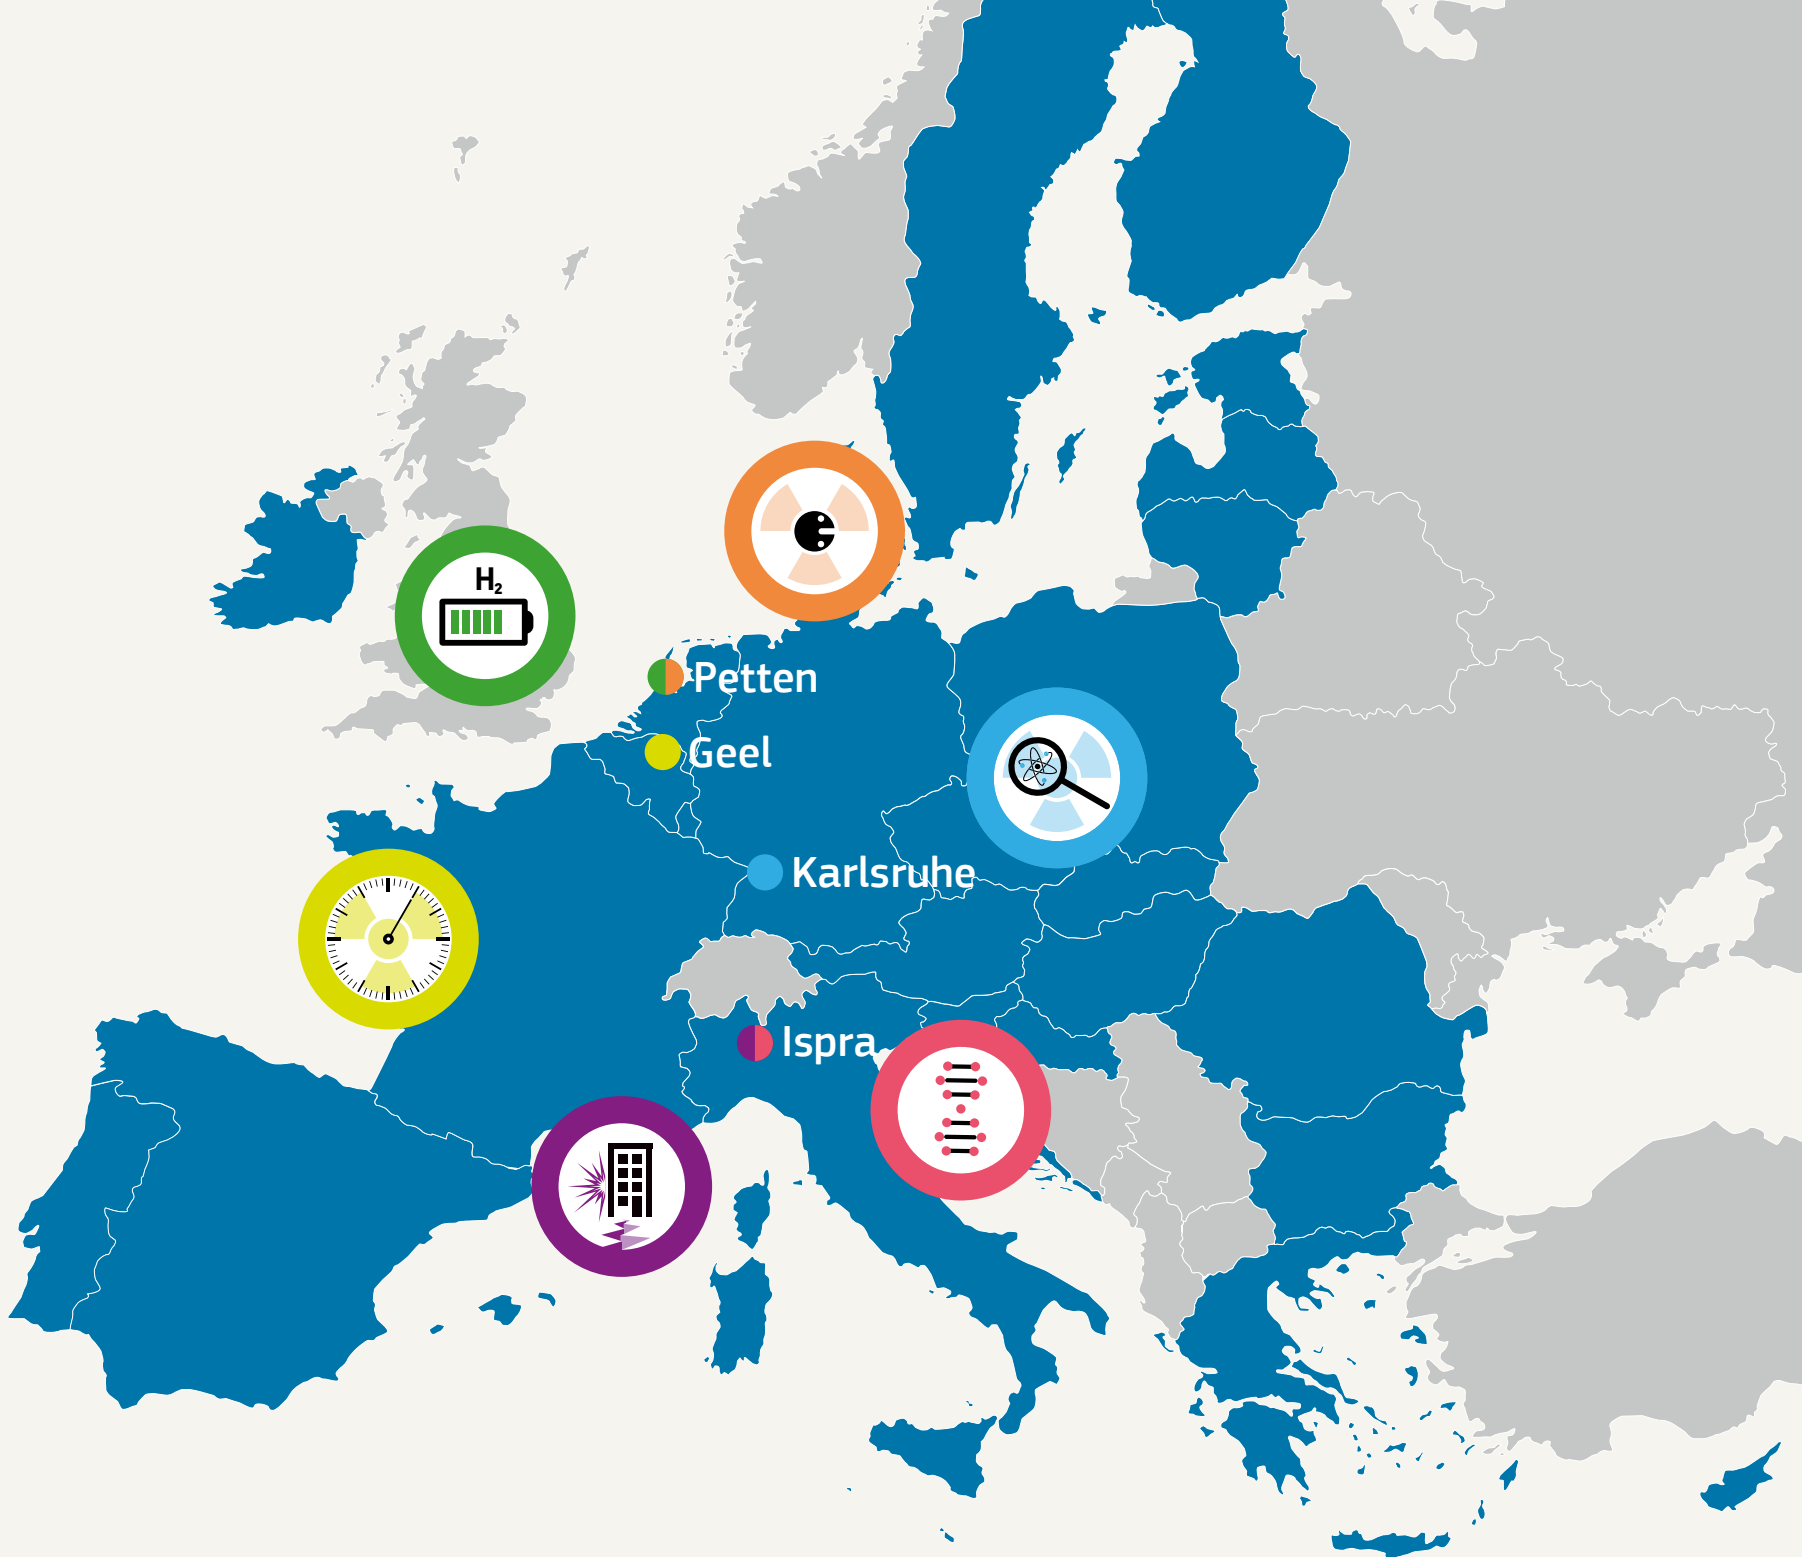 H₂
Petten
Geel
Karlsruhe
Ispra